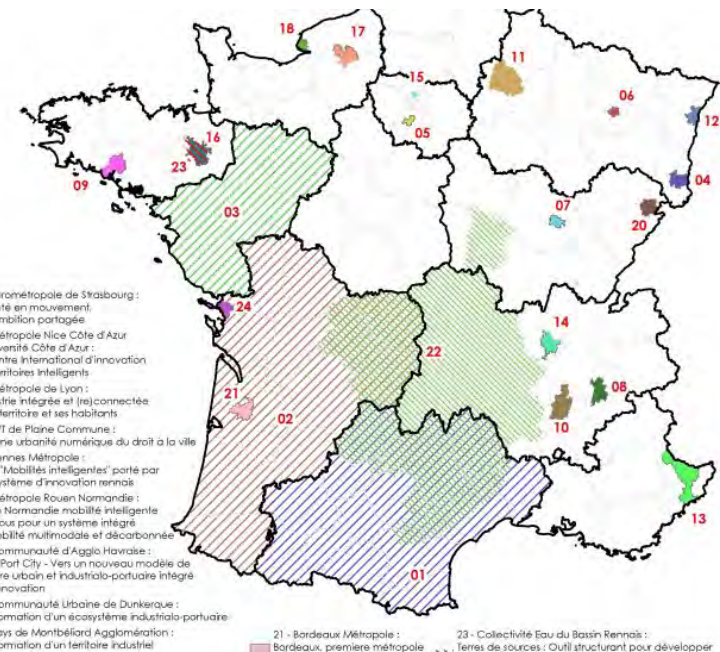 18
17
11
15
06
12
05
16
23
04
09
07
03
20
24
14
22
21
08
02
10
13
01
rométropole de Strasbourg :
té en mouvement,
mbition partagée
étropole Nice Côte d'Azur
versité Côte d'Azur :
ntre International d'innovation
rritoires Intelligents
étropole de Lyon :
strie intégrée et (re)connectée
territoire et ses habitants
T de Plaine Commune :
ne urbanité numérique du droit à la ville
nnes Métropole :
"Mobilités intelligentes" porté par
système d'innovation rennais
étropole Rouen Normandie :
e Normandie mobilité intelligente
ous pour un système intégré
bilité multimodale et décarbonnée
ommunauté d'Agglo Havraise :
Port City - Vers un nouveau modèle de
re urbain et industrialo-portuaire intégré
novation
ommunauté Urbaine de Dunkerque :
ormation d'un écosystème industrialo-portuaire
ays de Montbéliard Agglomération :
ormation d'un territoire industriel
21 - Bordeaux Métropole :
Bordeaux, premiere métropole
23 - Collectivité Eau du Bassin Rennais :
Terres de sources : Outil structurant pour développer